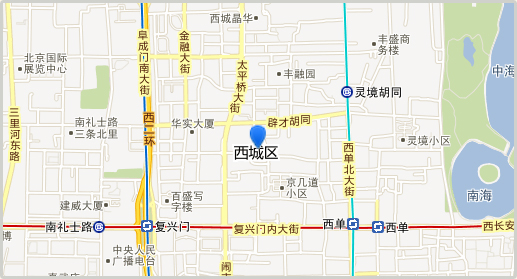 西城晶华
阜成门南大街
金融大街
丰盛商
务楼
北京国际
展览中心
太平桥大街
丰融园
中海
灵境胡同
三里河东路
南礼士路
三条北里
西二环
华实大厦
辟才胡同
灵境小区
西城区
西单北大街
京几道
小区
百盛写
字楼
建威大厦
南海
南礼士路
复兴门
复兴门内大街
西单
西单
西长安
博
中央人民
广播电台
闹